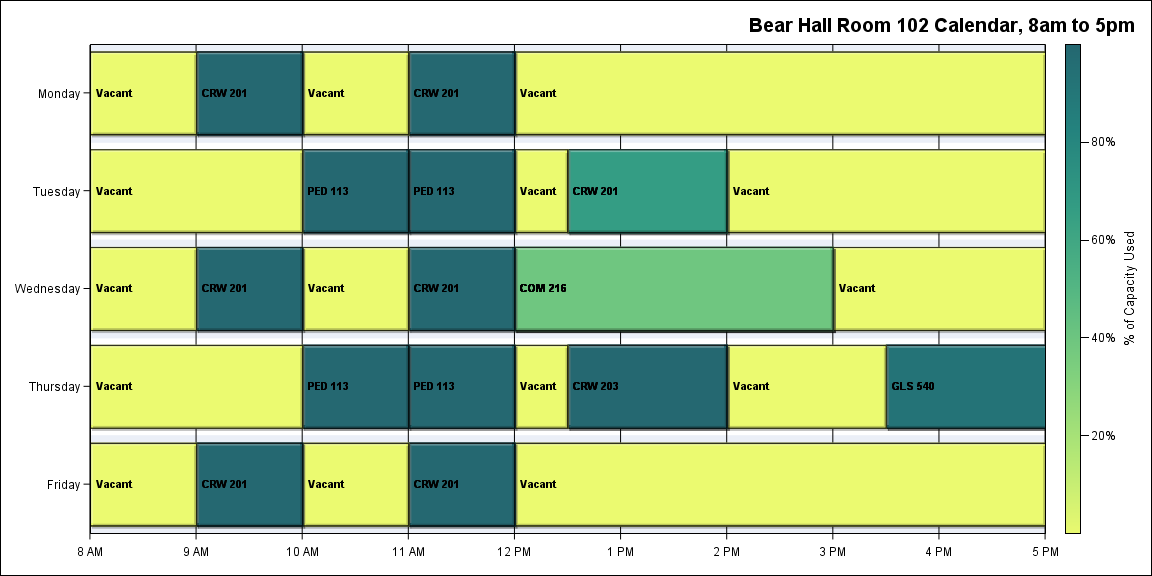 Bear Hall Room 102 Calendar, 8am to 5pm
Monday
Vacant
CRW 201
Vacant
CRW 201
Vacant
Tuesday
Vacant
PED 113
PED 113
Vacant
CRW 201
Vacant
Wednesday
Vacant
CRW 201
Vacant
CRW 201
COM 216
Vacant
Thursday
Vacant
PED 113
PED 113
Vacant
CRW 203
Vacant
GLS 540
Friday
Vacant
CRW 201
Vacant
CRW 201
Vacant
8 AM
9 AM
10 AM
11 AM
12 PM
1 PM
2 PM
3 PM
4 PM
5 PM
80%
60%
40%
20%
% of Capacity Used